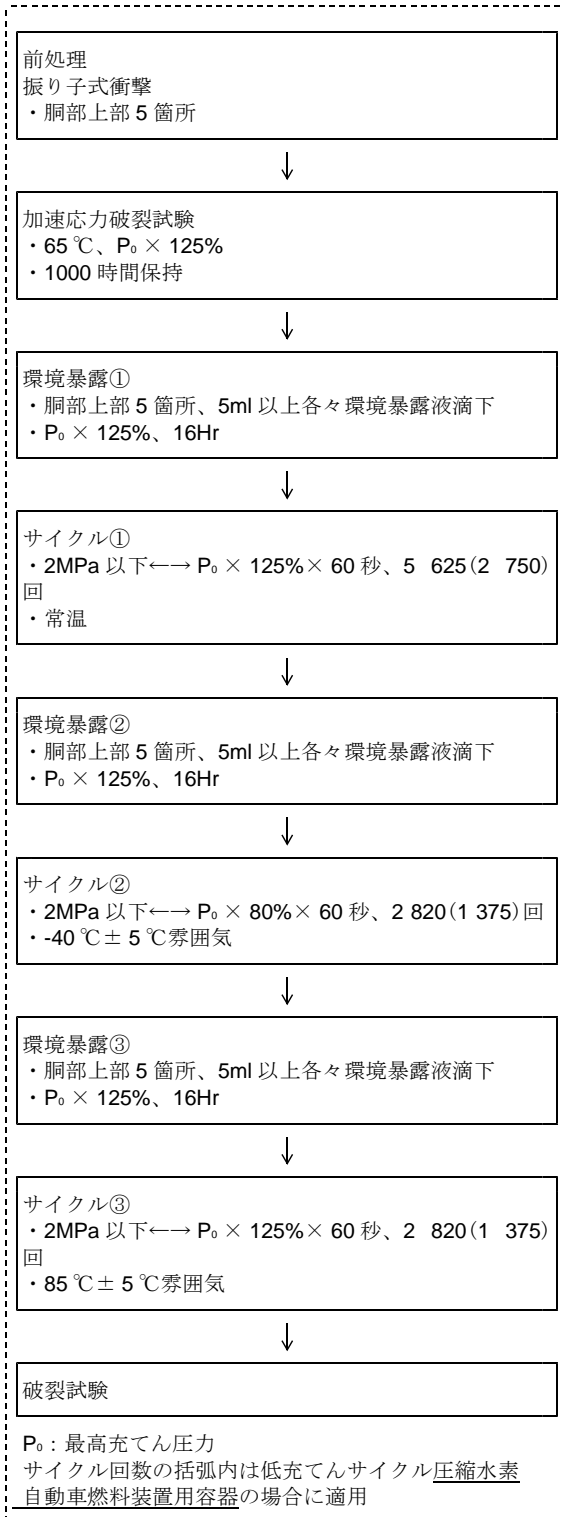 前処理
振り子式衝撃
・胴部上部 5 箇所
↓
加速応力破裂試験
・65 ℃、P₀ × 125%
・1000 時間保持
↓
環境暴露①
・胴部上部 5 箇所、5ml 以上各々環境暴露液滴下
・P₀ × 125%、16Hr
↓
サイクル①
・2MPa 以下←→ P₀ × 125%× 60 秒、5 625(2 750)
回
・常温
↓
環境暴露②
・胴部上部 5 箇所、5ml 以上各々環境暴露液滴下
・P₀ × 125%、16Hr
↓
サイクル②
・2MPa 以下←→ P₀ × 80%× 60 秒、2 820(1 375)回
・-40 ℃± 5 ℃雰囲気
↓
環境暴露③
・胴部上部 5 箇所、5ml 以上各々環境暴露液滴下
・P₀ × 125%、16Hr
↓
サイクル③
・2MPa 以下←→ P₀ × 125%× 60 秒、2 820(1 375)
回
・85 ℃± 5 ℃雰囲気
↓
破裂試験
P₀：最高充てん圧力
サイクル回数の括弧内は低充てんサイクル圧縮水素
自動車燃料装置用容器の場合に適用